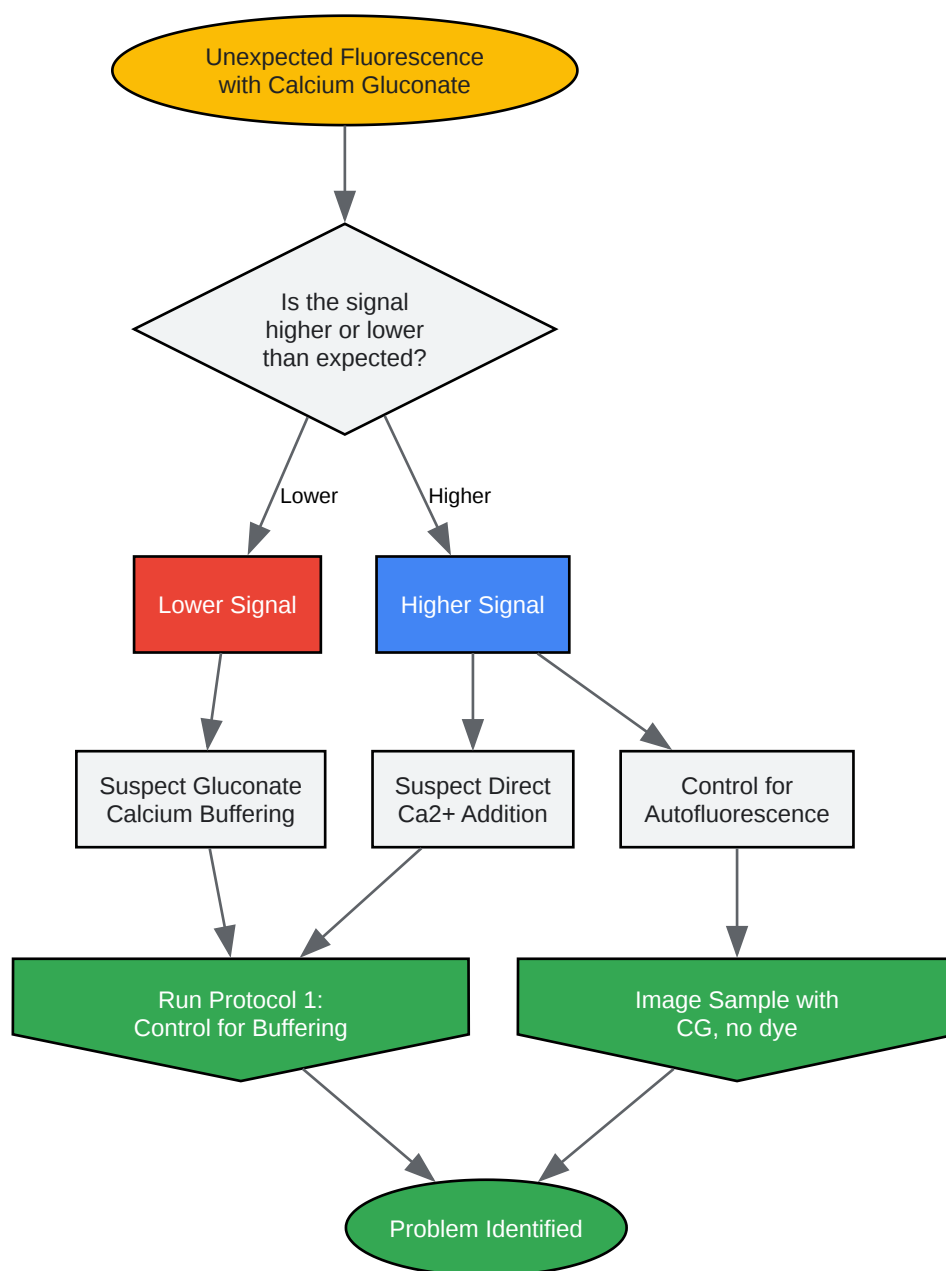 Unexpected Fluorescence
with Calcium Gluconate
Is the signal
higher or lower
than expected?
Lower
Higher
Lower Signal
Higher Signal
Suspect Gluconate
Calcium Buffering
Suspect Direct
Ca2+ Addition
Control for
Autofluorescence
Run Protocol 1:
Control for Buffering
Image Sample with
CG, no dye
Problem Identified